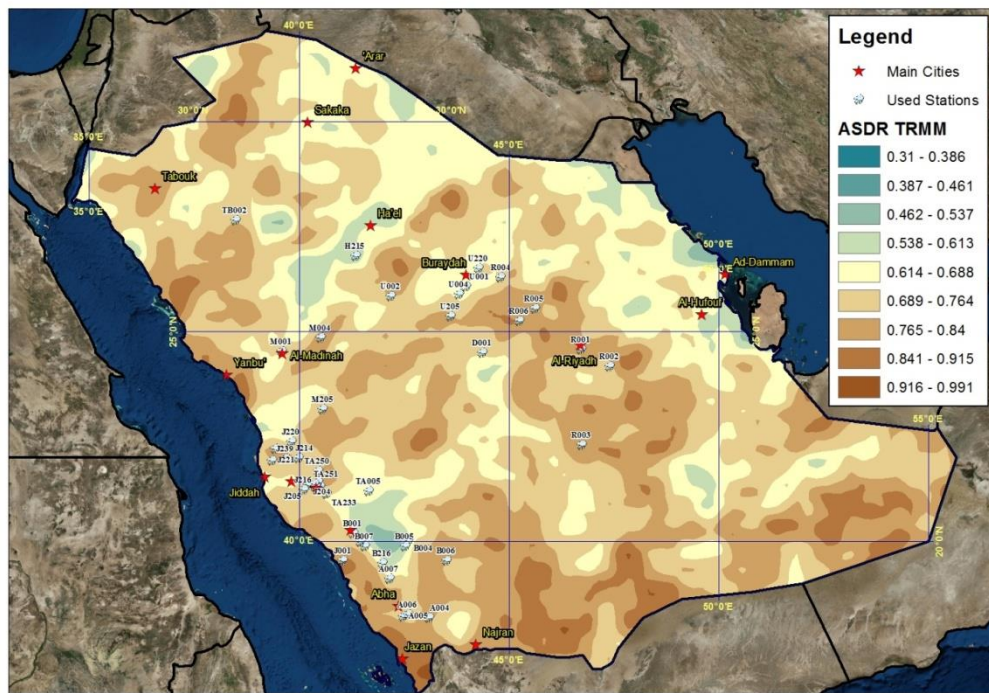 40°0'E
'Arar
Sakaka
30°0'N
30°0'N
35°0'E
45°0'E
Tabouk
35°0'E
TB002
Ha'el
H215
50°0'E
Buraydah
U220
U001
R004
Ad-Dammam
U002
U004
R005
Al-Hufouf
U205
R006
25°0'N
25°0'N
M004
M001
Al-Madinah
D001
R001
Al-Riyadh
R002
Yanbu'
M205
55°0'E
J220
J239
J214
R003
J221
TA250
TA251
Jiddah
J216
J204
TA005
J205
TA233
B001
40°0'E
B007
B005
20°0'N
J001
B216
B004
B006
A007
Abha
A006
A004
A005
50°0'E
Najran
Jazan
45°0'E
Legend
Main Cities
Used Stations
ASDR TRMM
0.31 - 0.386
0.387 - 0.461
0.462 - 0.537
0.538 - 0.613
0.614 - 0.688
0.689 - 0.764
0.765 - 0.84
0.841 - 0.915
0.916 - 0.991